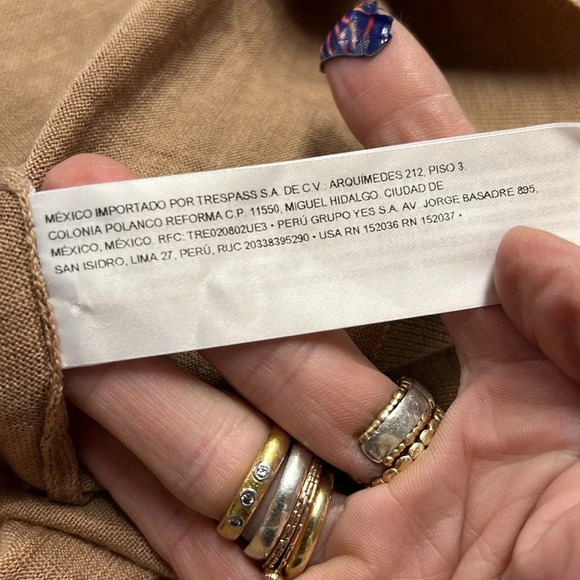 MÉXICO IMPORTADO POR TRESPASS S.A. DE C.V.: ARQUÍMEDES 212, PISO 3,
COLONIA POLANCO REFORMA C.P. 11550, MIGUEL HIDALGO. CIUDAD DE
MÉXICO, MÉXICO. RFC: TRE020802UE3 • PERÚ GRUPO YES S.A. AV. JORGE BASADRE 895,
SAN ISIDRO, LIMA 27, PERÚ, RUC 20338395290 • USA RN 152036 RN 152037 •